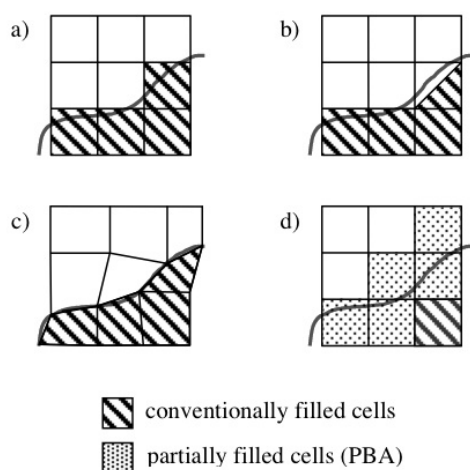 a)
b)
c)
d)
conventionally filled cells
partially filled cells (PBA)